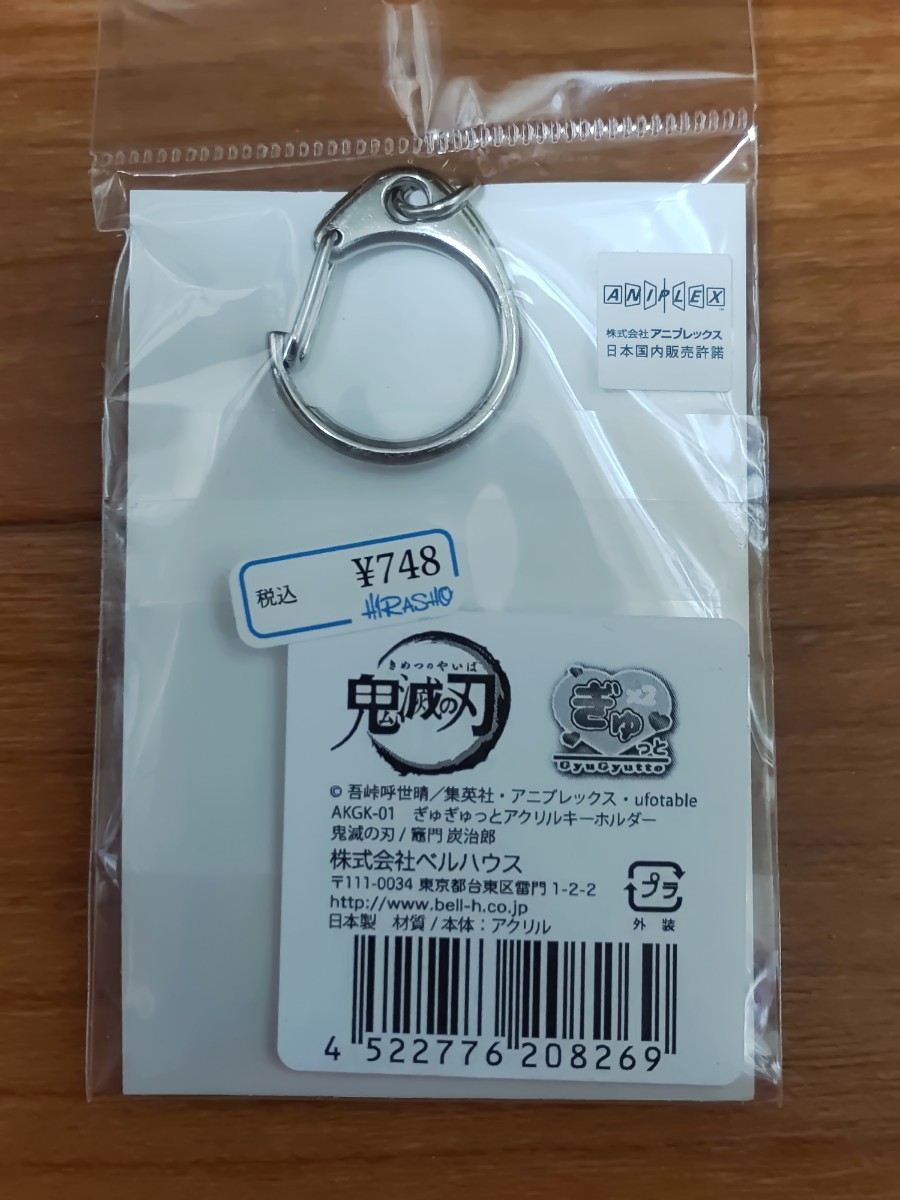 ANIPLEX
株式会社アニプレックス
日本国内販売許諾
税込 ¥748
HIRASHO
きめつのやいば
鬼滅の刃
ぎゅ×2
っと
GyuGyutto
© 吾峠呼世晴／集英社・アニプレックス・ufotable
AKGK-01 ぎゅぎゅっとアクリルキーホルダー
鬼滅の刃 / 竈門 炭治郎
株式会社ベルハウス
〒111-0034 東京都台東区雷門 1-2-2
http://www.bell-h.co.jp
日本製 材質 / 本体：アクリル
プラ
外装
4 522776 208269